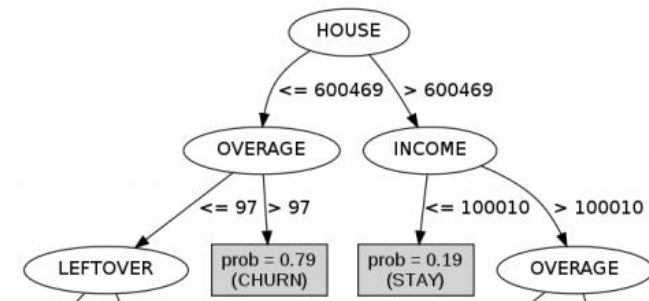 HOUSE
<= 600469
> 600469
OVERAGE
INCOME
<= 97
> 97
<= 100010
> 100010
LEFTOVER
prob = 0.79
(CHURN)
prob = 0.19
(STAY)
OVERAGE